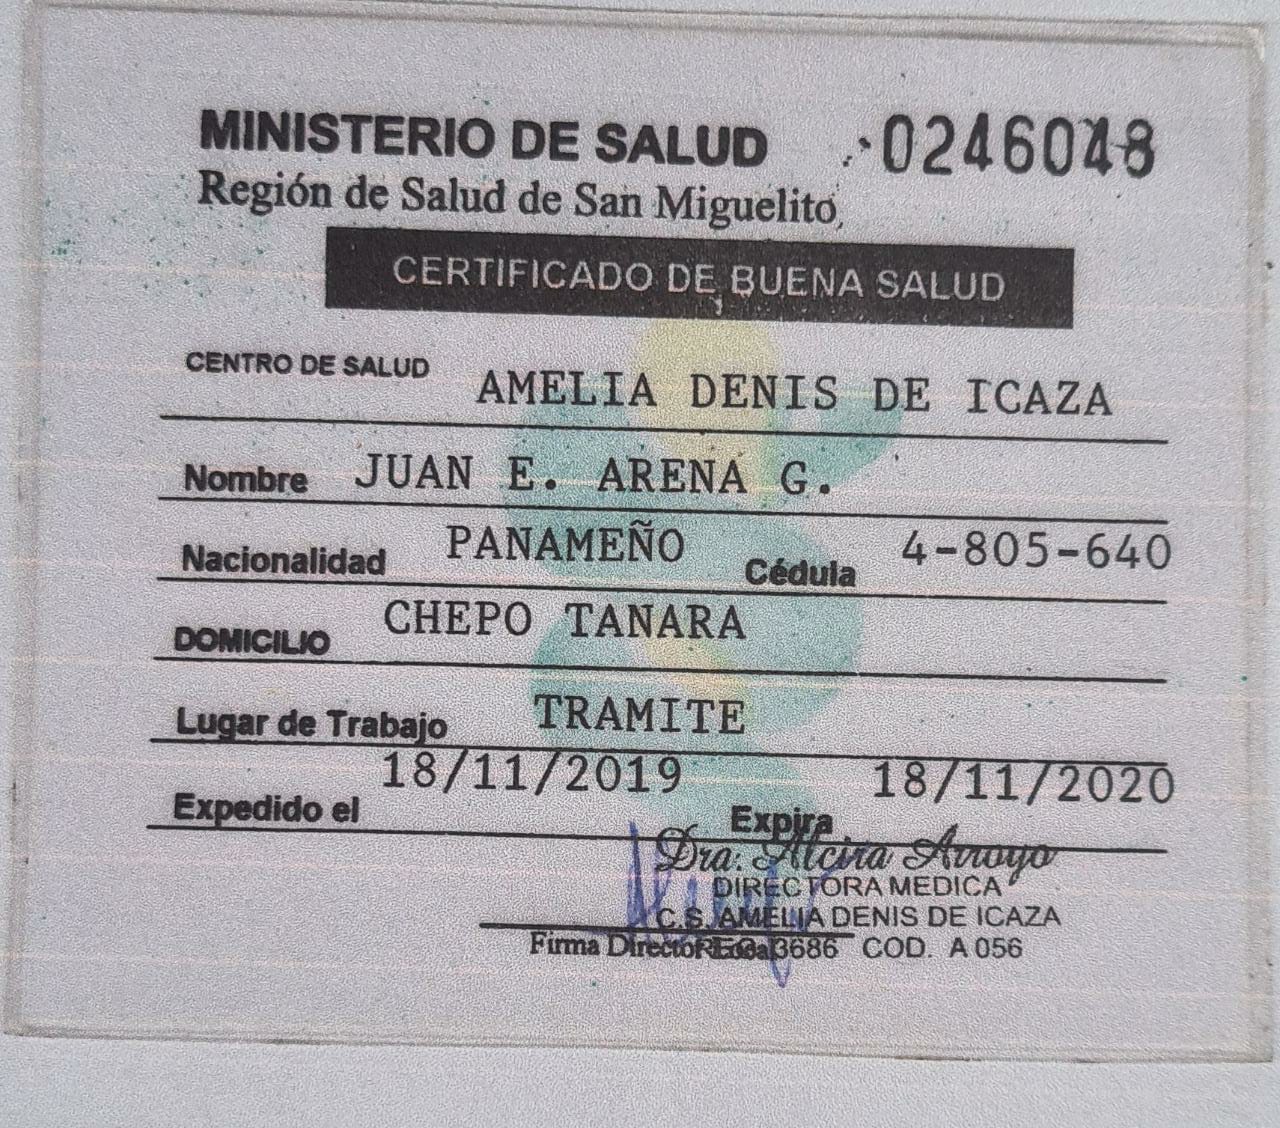 MINISTERIO DE SALUD 0246048
Región de Salud de San Miguelito
CERTIFICADO DE BUENA SALUD
CENTRO DE SALUD AMELIA DENIS DE ICAZA
Nombre JUAN E. ARENA G.
Nacionalidad PANAMEÑO Cédula 4-805-640
DOMICILIO CHEPO TANARA
Lugar de Trabajo TRAMITE
Expedido el 18/11/2019 Expira 18/11/2020
Dra. Alcira Arroyo
DIRECTORA MEDICA
C.S. AMELIA DENIS DE ICAZA
Firma Director REG. 3686 COD. A 056